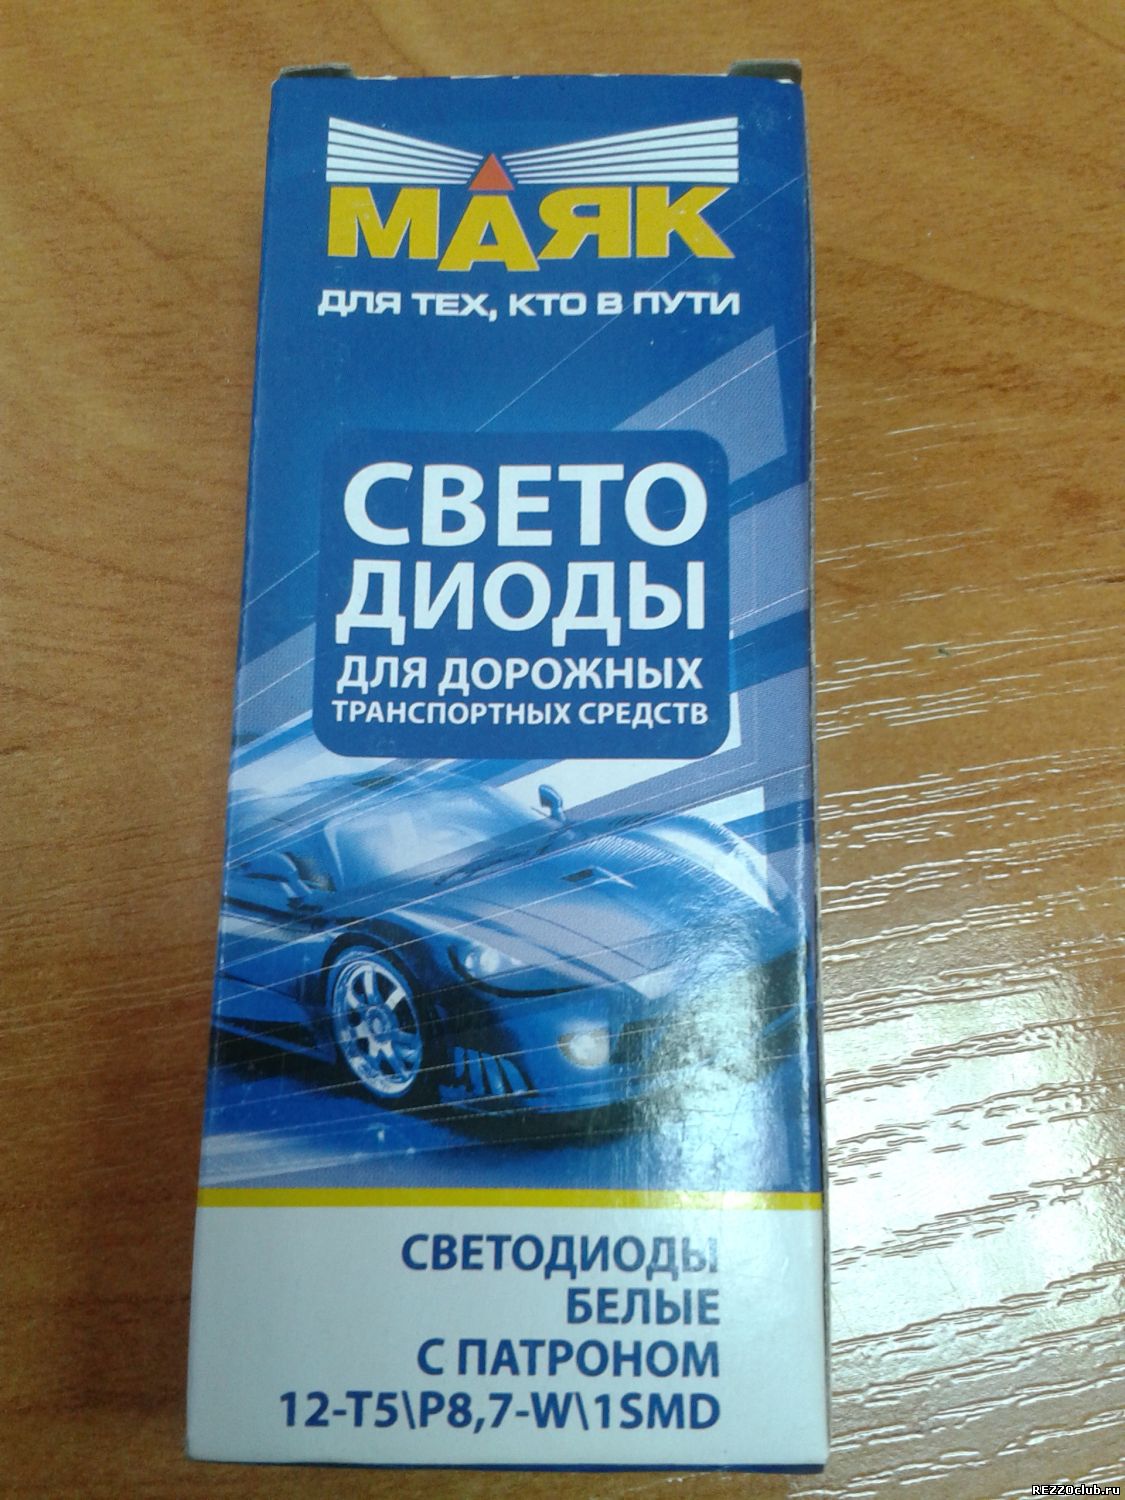 МАЯК
ДЛЯ ТЕХ, КТО В ПУТИ
СВЕТО
ДИОДЫ
ДЛЯ ДОРОЖНЫХ
ТРАНСПОРТНЫХ СРЕДСТВ
СВЕТОДИОДЫ
БЕЛЫЕ
С ПАТРОНОМ
12-T5\P8,7-W\1SMD
REZZOclub.ru